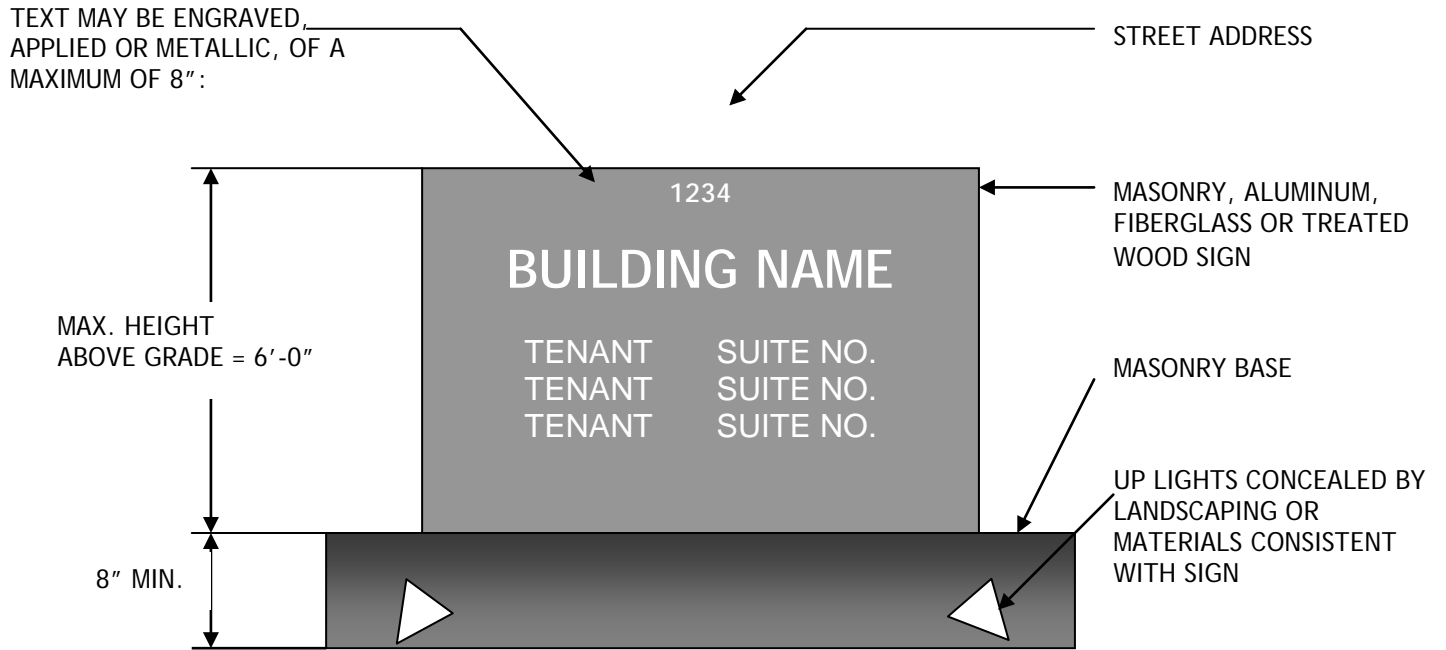 TEXT MAY BE ENGRAVED,
APPLIED OR METALLIC, OF A
MAXIMUM OF 8”:
STREET ADDRESS
1234
MASONRY, ALUMINUM,
FIBERGLASS OR TREATED
WOOD SIGN
BUILDING NAME
MAX. HEIGHT
ABOVE GRADE = 6’-0”
TENANT SUITE NO.
TENANT SUITE NO.
TENANT SUITE NO.
MASONRY BASE
UP LIGHTS CONCEALED BY
LANDSCAPING OR
MATERIALS CONSISTENT
WITH SIGN
8” MIN.